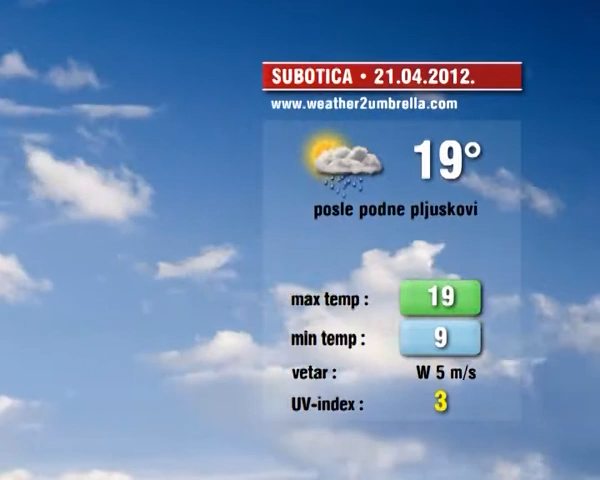 SUBOTICA • 21.04.2012.
www.weather2umbrella.com
19°
posle podne pljuskovi
max temp : 19
min temp : 9
vetar : W 5 m/s
UV-index : 3